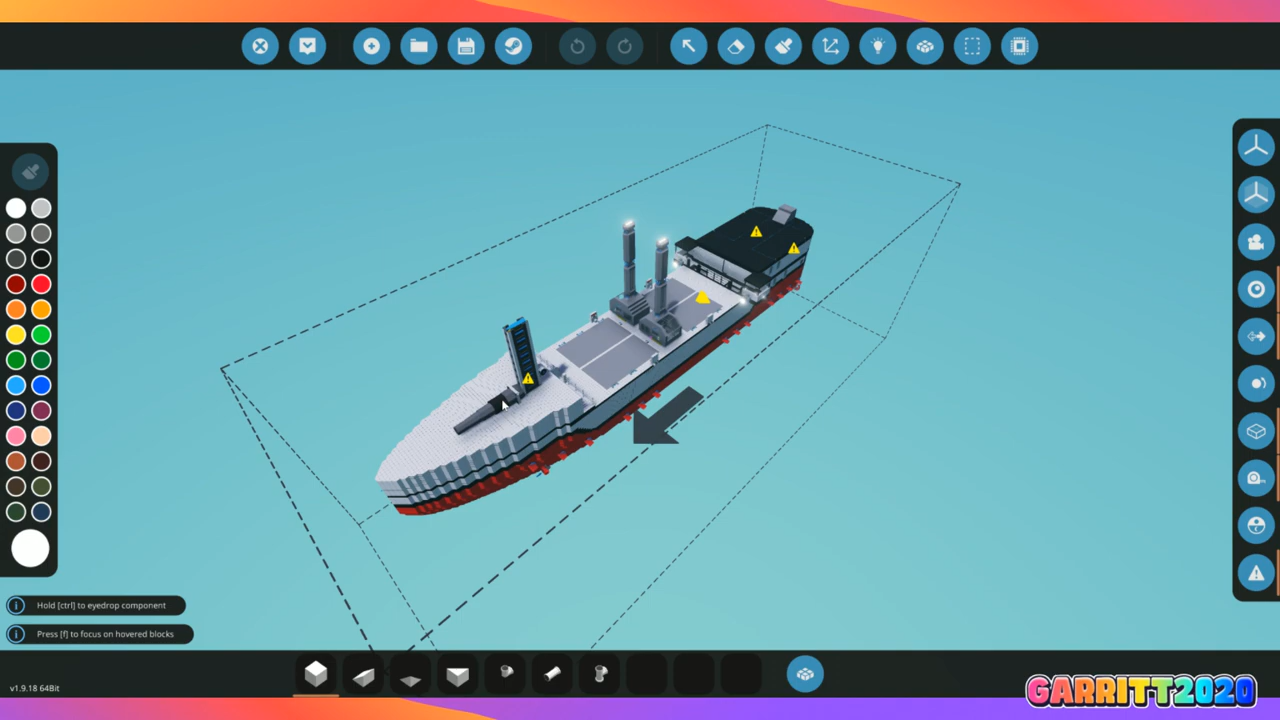 Hold [ctrl] to eyedrop component
Press [f] to focus on hovered blocks
v1.9.18 64Bit
GARRITT2020